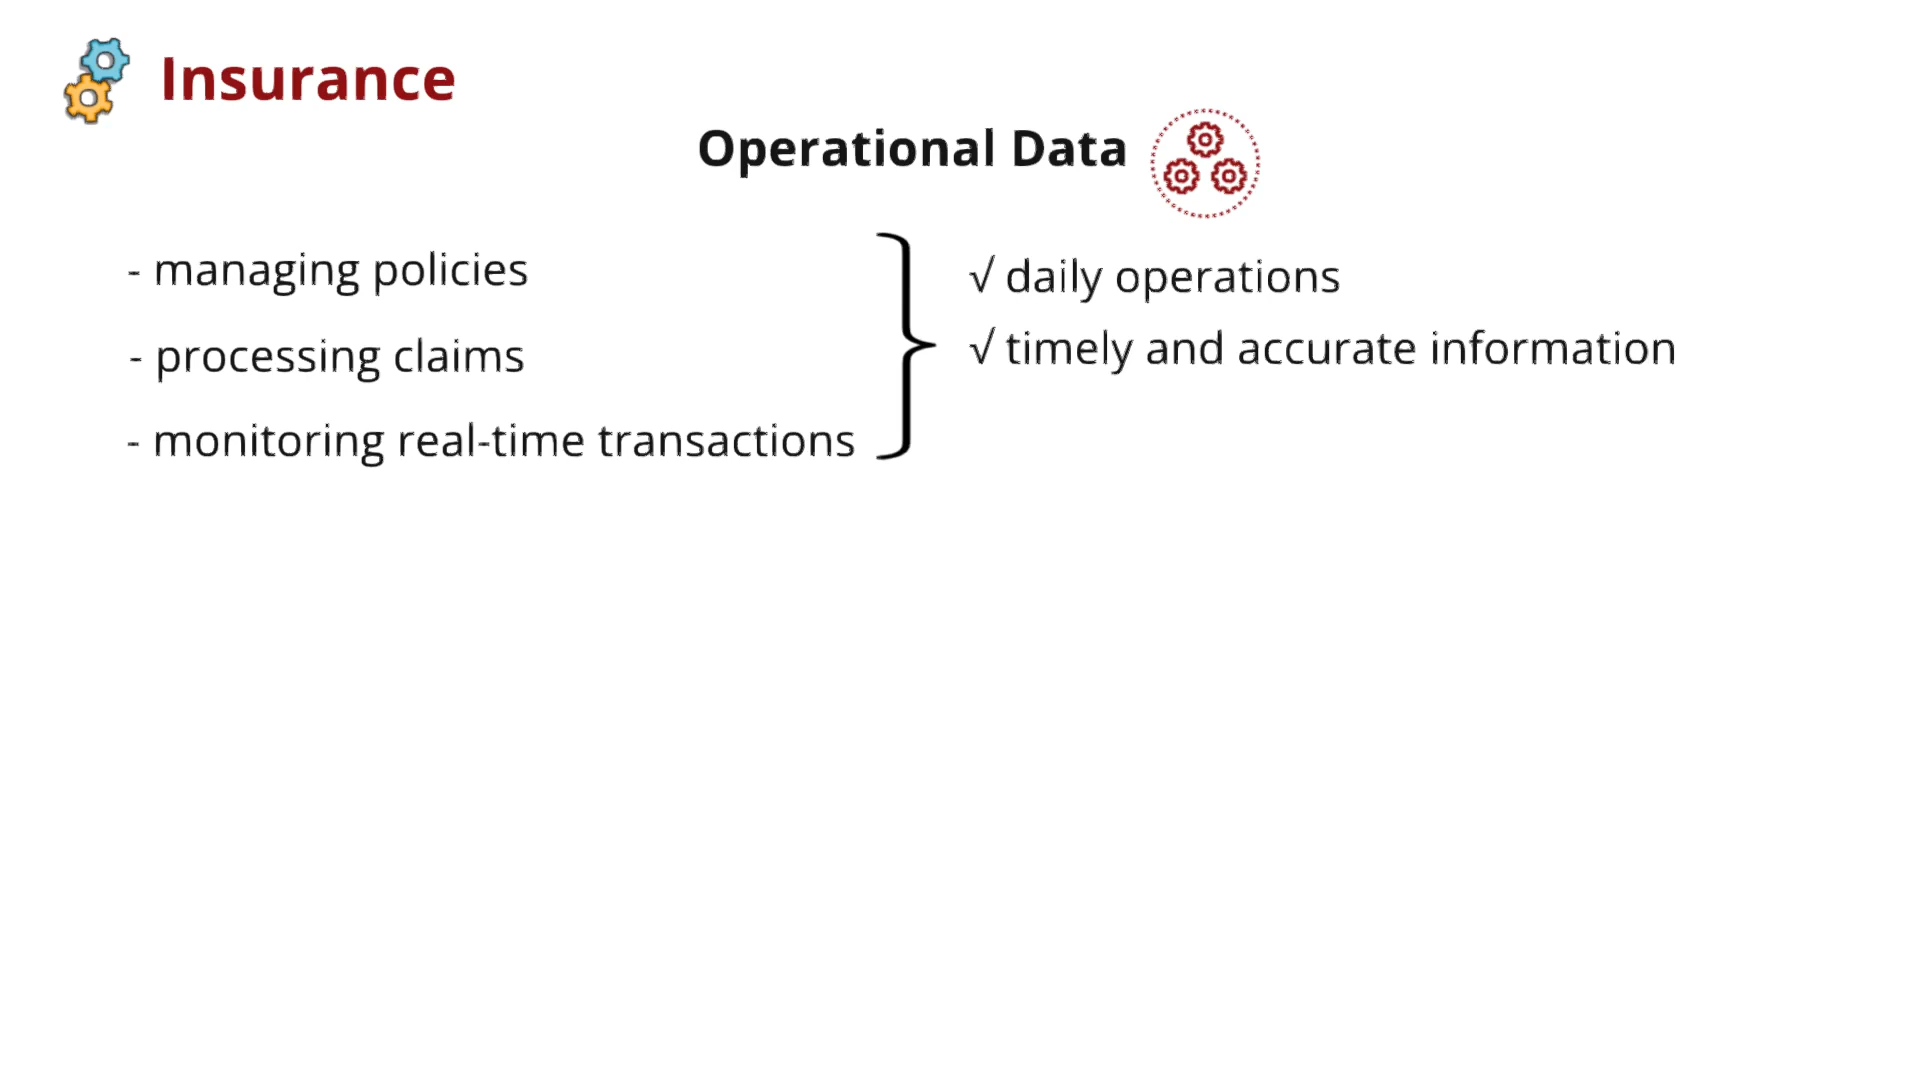 Insurance
Operational Data
- managing policies
- processing claims
- monitoring real-time transactions
√ daily operations
√ timely and accurate information